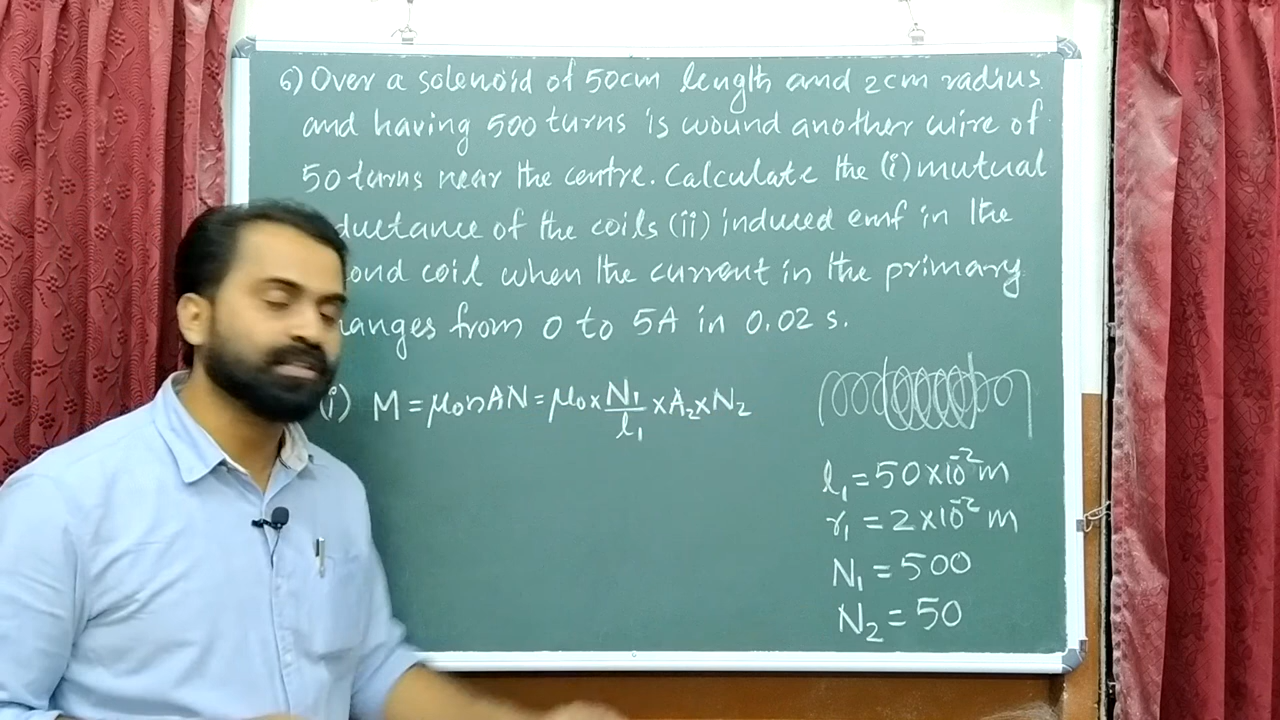 6) Over a solenoid of 50cm length and 2cm radius
and having 500 turns is wound another wire of
50 turns near the centre. Calculate the (i) mutual
ductance of the coils (ii) induced emf in the
ond coil when the current in the primary
anges from 0 to 5A in 0.02 s.
(i) M = μ₀nAN = μ₀ × N₁/l₁ × A₂ × N₂
l₁ = 50×10⁻² m
r₁ = 2×10⁻² m
N₁ = 500
N₂ = 50